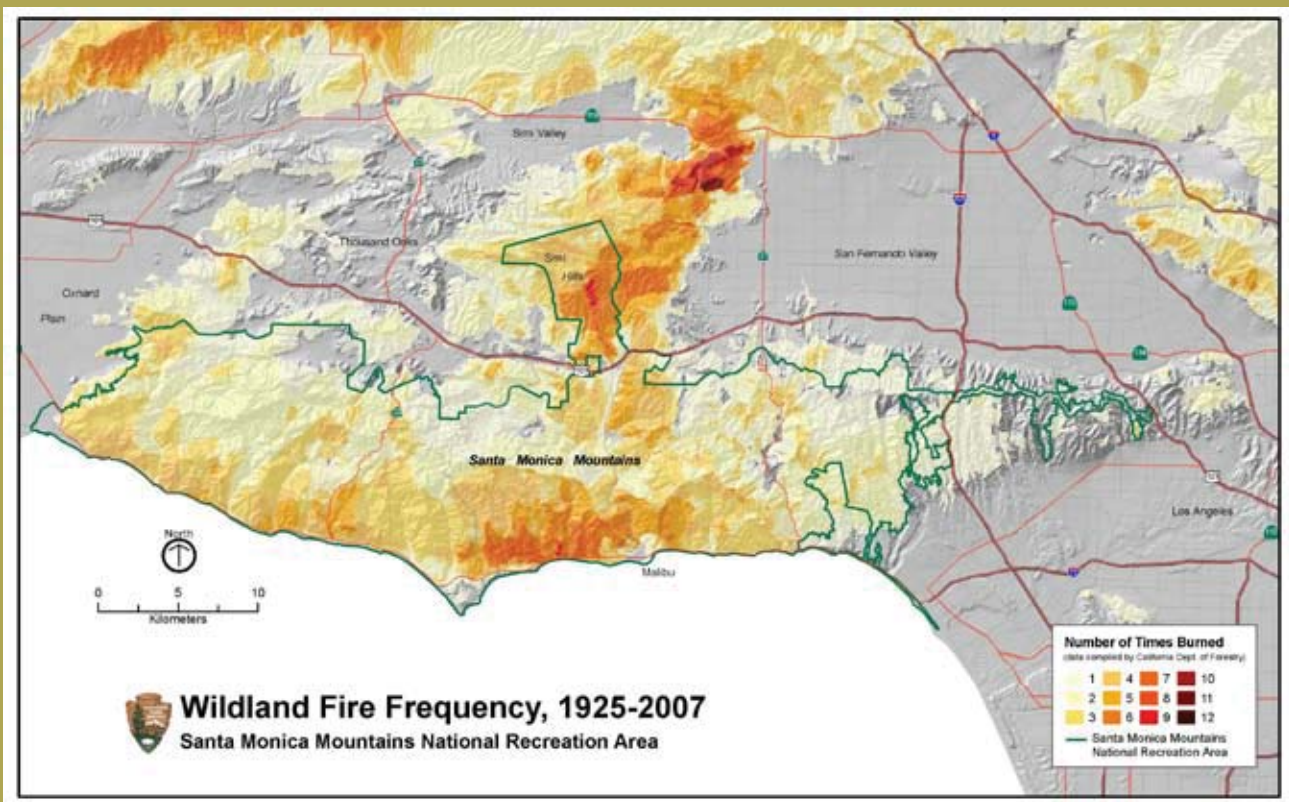 Simi Valley
Thousand Oaks
Simi
Hills
San Fernando Valley
Oxnard
Plain
Santa Monica Mountains
Los Angeles
North
Malibu
0 5 10
Kilometers
Number of Times Burned
(data compiled by California Dept. of Forestry)
1 4 7 10
2 5 8 11
3 6 9 12
Santa Monica Mountains
National Recreation Area
Wildland Fire Frequency, 1925-2007
Santa Monica Mountains National Recreation Area